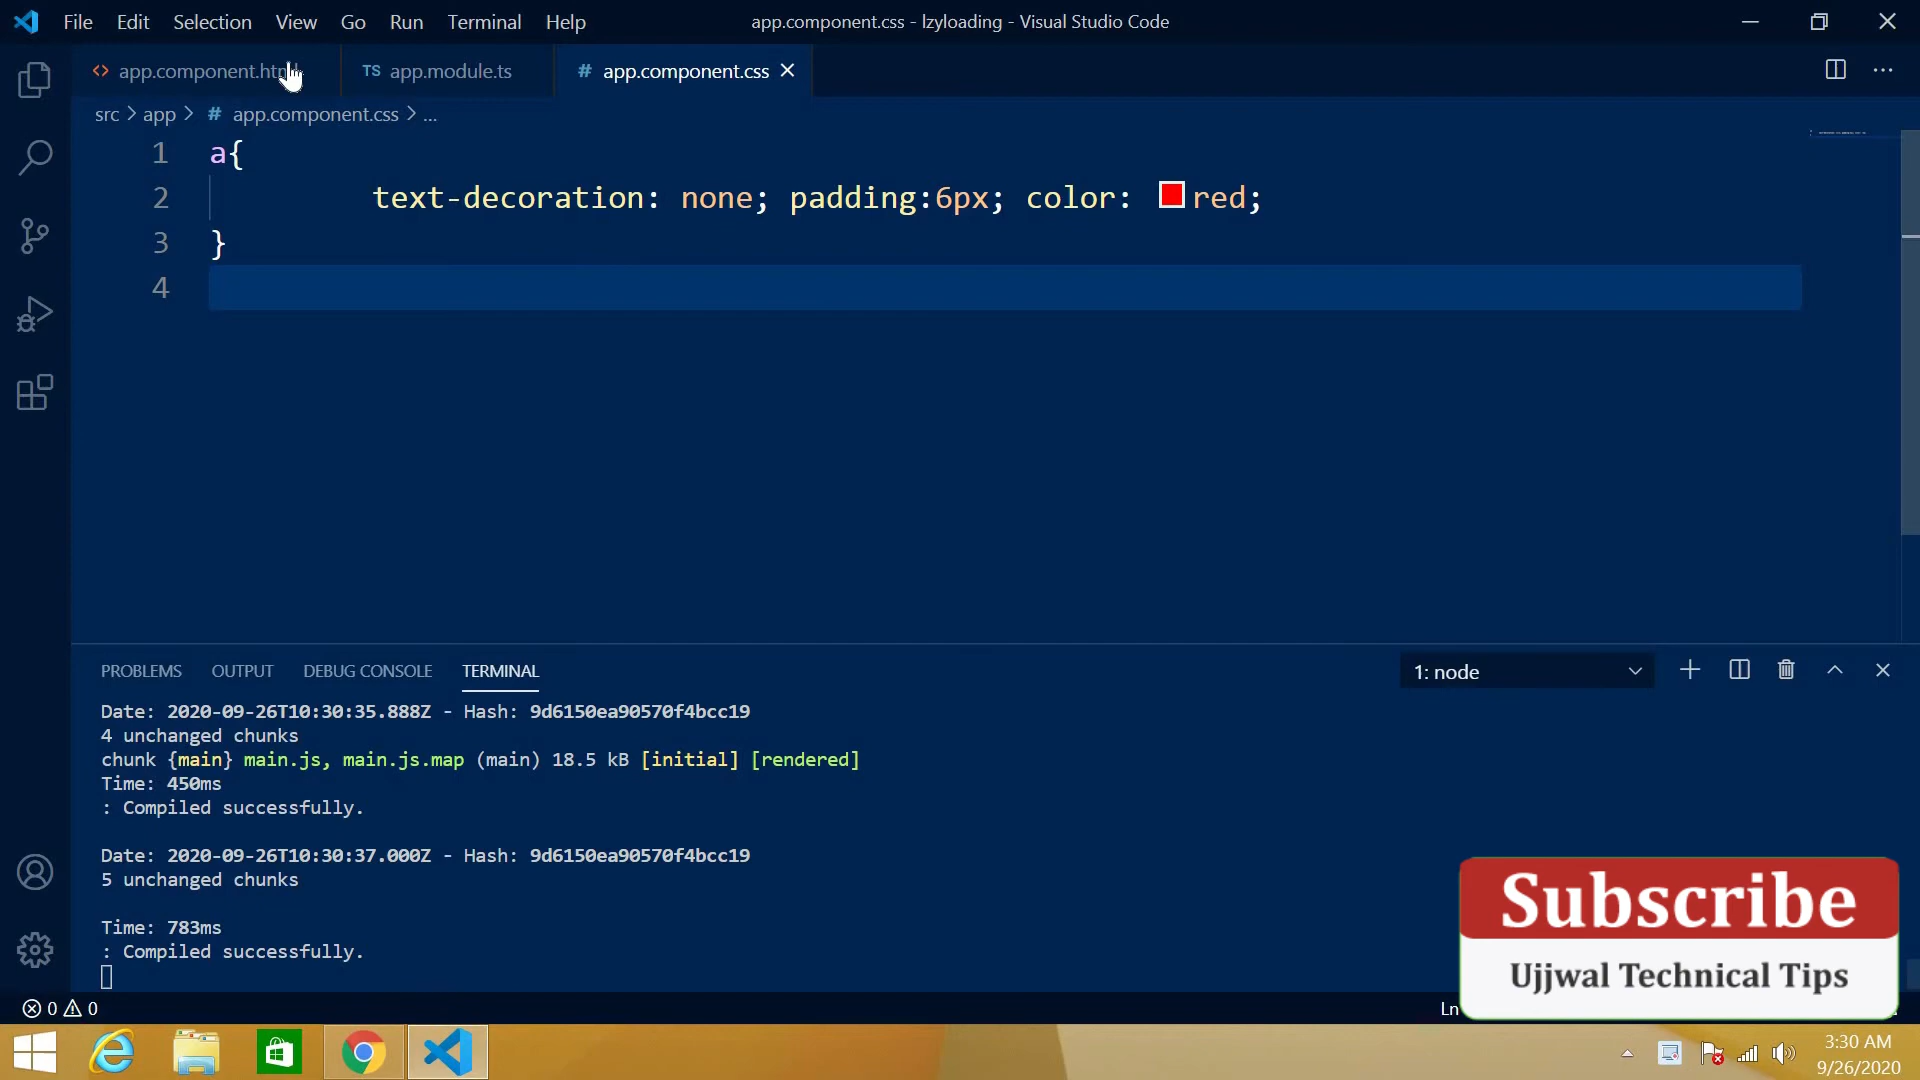 File Edit Selection View Go Run Terminal Help app.component.css - lzyloading - Visual Studio Code
<> app.component.html TS app.module.ts # app.component.css
src > app > # app.component.css > ...
1 a{
2 text-decoration: none; padding:6px; color: red;
3 }
4
PROBLEMS OUTPUT DEBUG CONSOLE TERMINAL 1: node
Date: 2020-09-26T10:30:35.888Z - Hash: 9d6150ea90570f4bcc19
4 unchanged chunks
chunk {main} main.js, main.js.map (main) 18.5 kB [initial] [rendered]
Time: 450ms
: Compiled successfully.
Date: 2020-09-26T10:30:37.000Z - Hash: 9d6150ea90570f4bcc19
5 unchanged chunks
Time: 783ms
: Compiled successfully.
Subscribe
Ujjwal Technical Tips
0 0 Ln
3:30 AM
9/26/2020